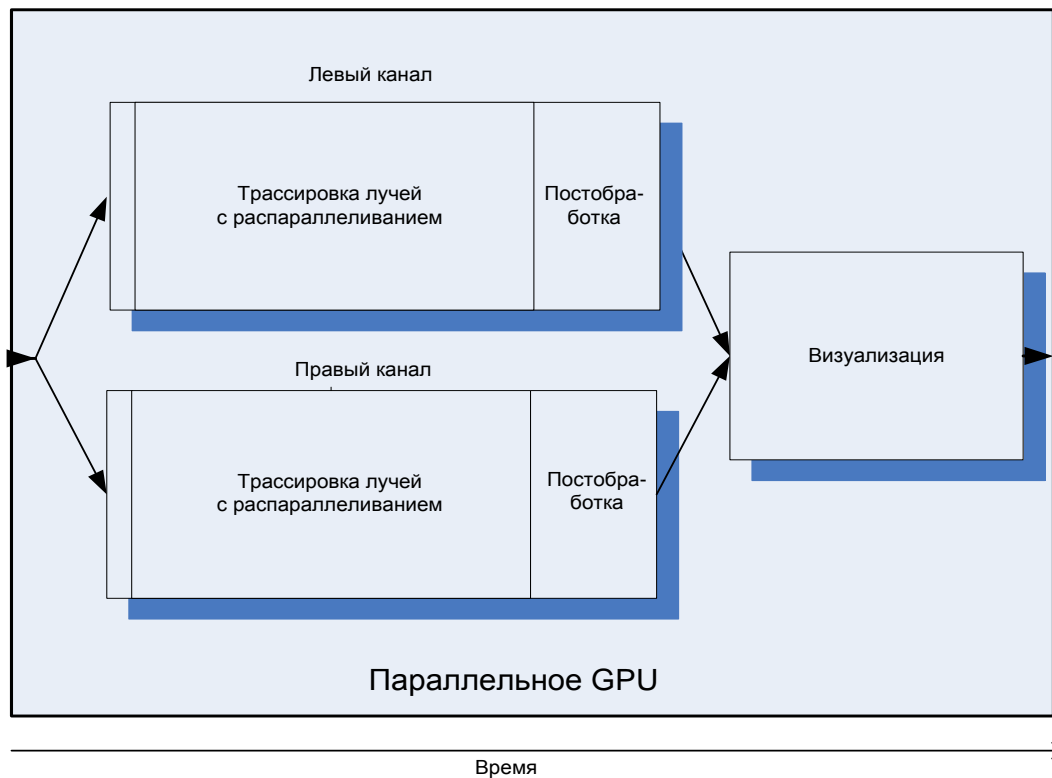 Левый канал
Трассировка лучей
с распараллеливанием
Постобра-
ботка
Визуализация
Правый канал
Трассировка лучей
с распараллеливанием
Постобра-
ботка
Параллельное GPU
Время